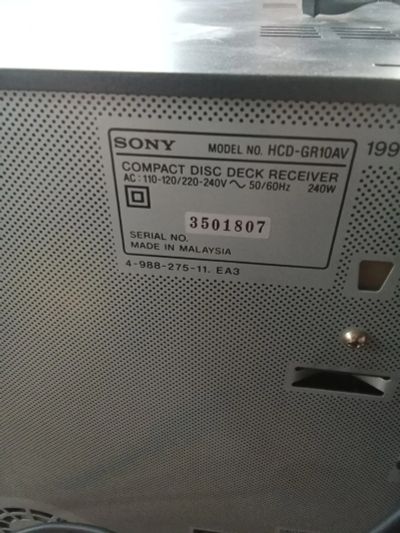 SONY MODEL NO. HCD-GR10AV
199
COMPACT DISC DECK RECEIVER
AC: 110-120/220-240V ~ 50/60Hz 240W
3501807
SERIAL NO.
MADE IN MALAYSIA
4-988-275-11. EA3